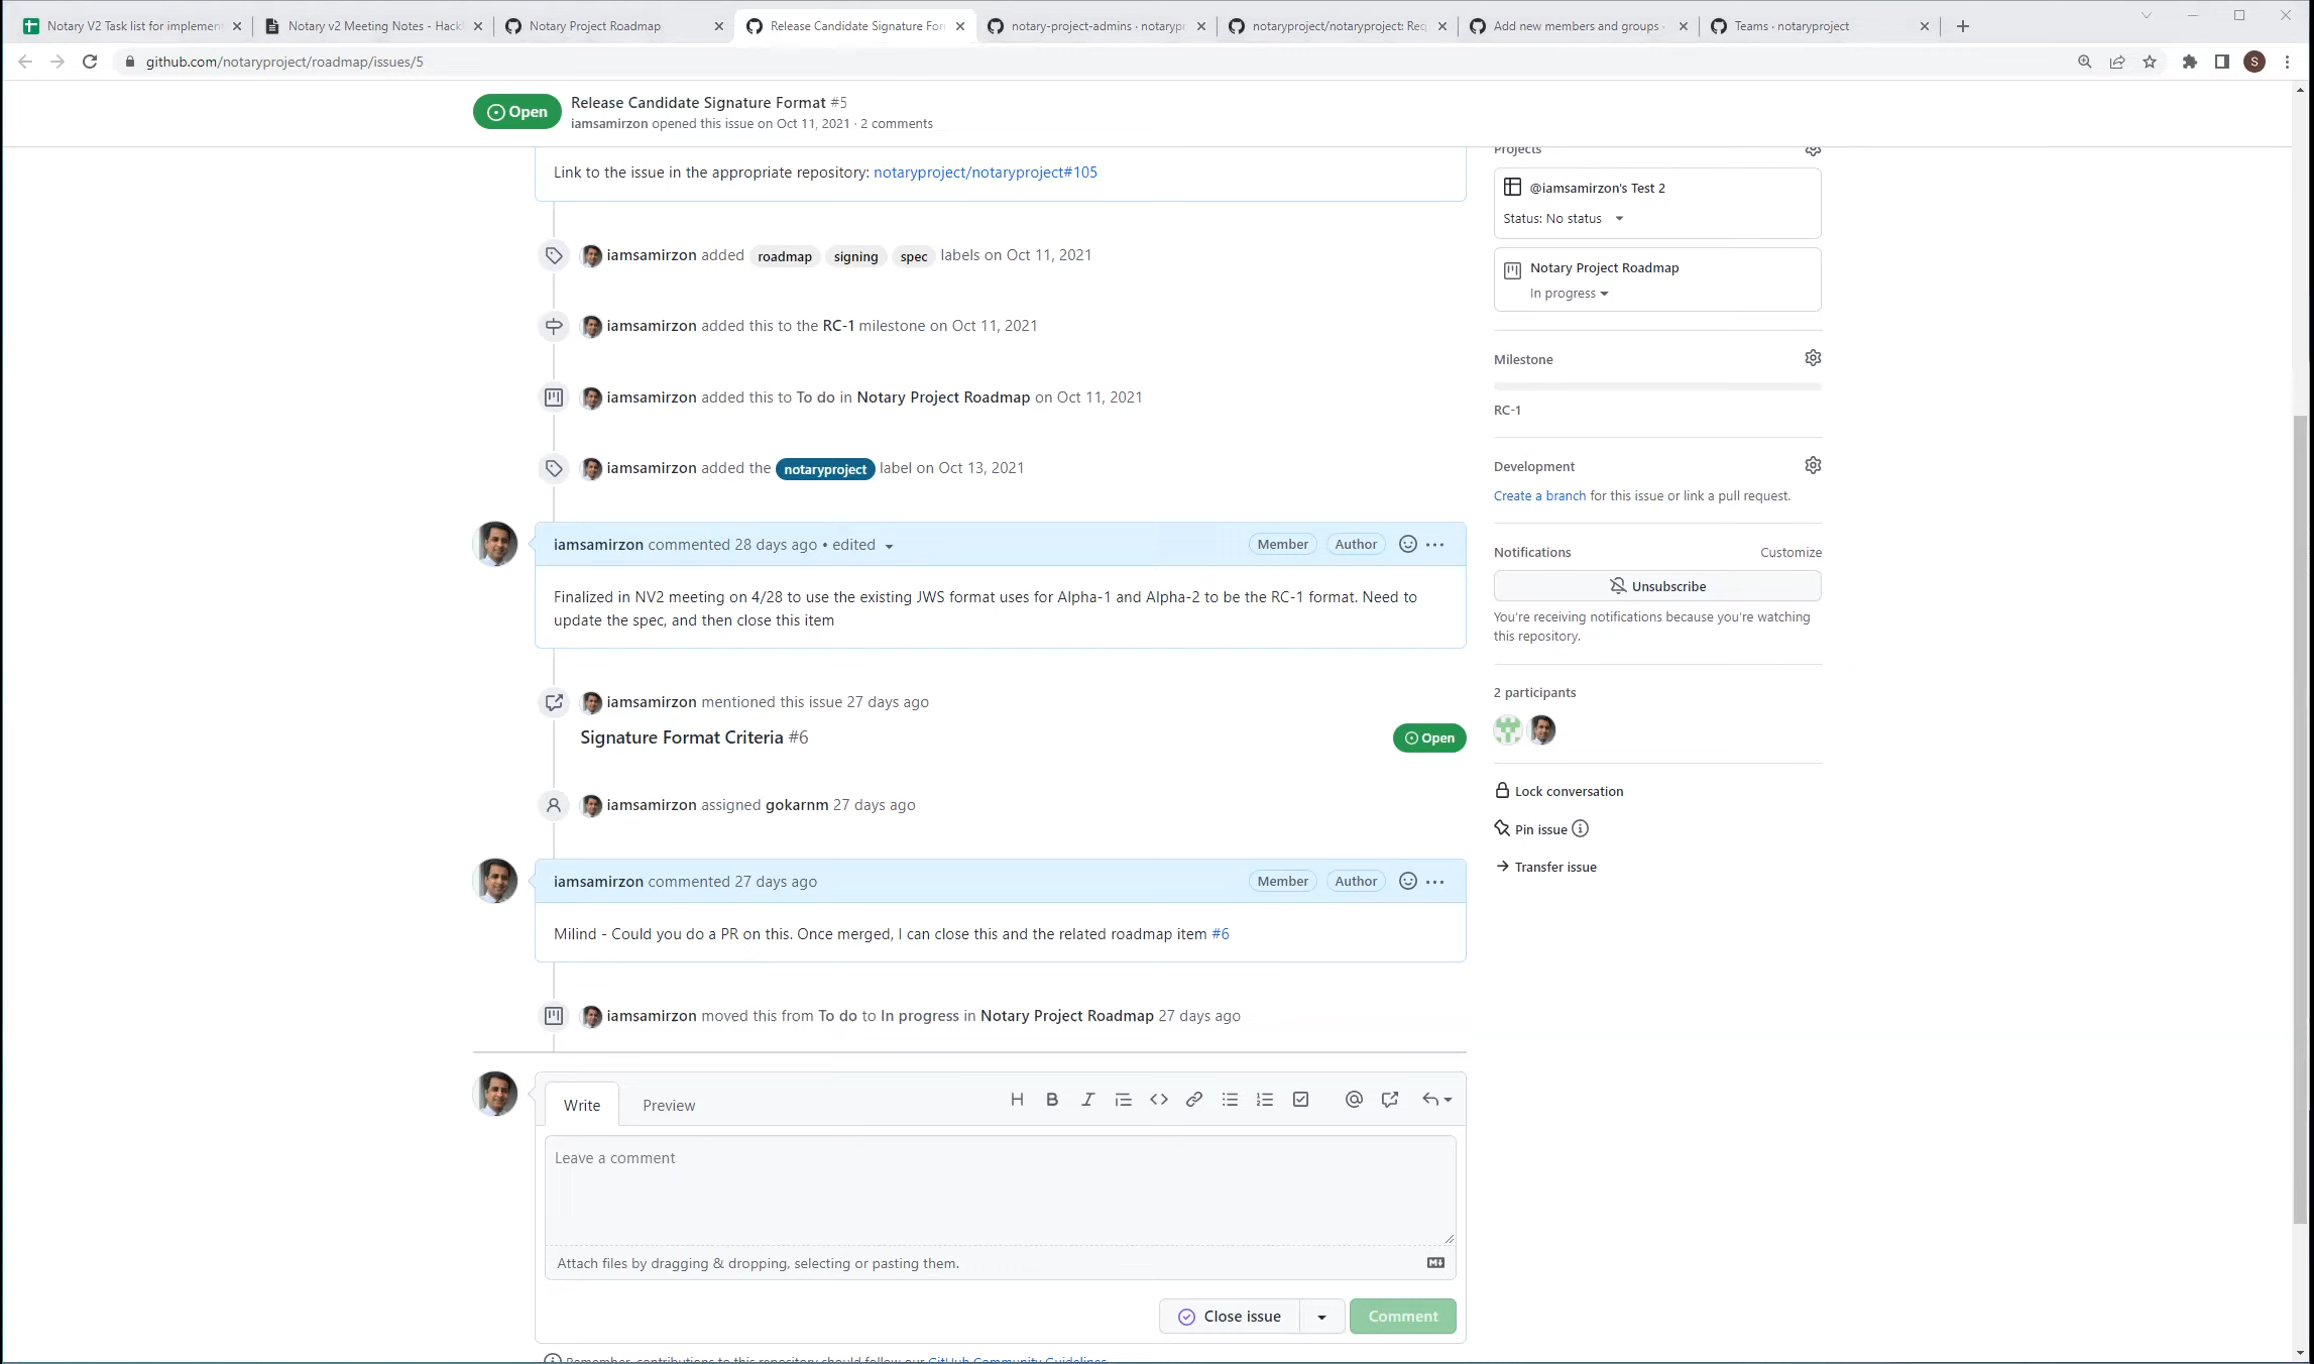 Notary V2 Task list for implemen
Notary v2 Meeting Notes - Hack
Notary Project Roadmap
Release Candidate Signature For
notary-project-admins · notarypr
notaryproject/notaryproject: Req
Add new members and groups ·
Teams · notaryproject
github.com/notaryproject/roadmap/issues/5
S
Open
Release Candidate Signature Format #5
iamsamirzon opened this issue on Oct 11, 2021 · 2 comments
Link to the issue in the appropriate repository: notaryproject/notaryproject#105
iamsamirzon added roadmap signing spec labels on Oct 11, 2021
iamsamirzon added this to the RC-1 milestone on Oct 11, 2021
iamsamirzon added this to To do in Notary Project Roadmap on Oct 11, 2021
iamsamirzon added the notaryproject label on Oct 13, 2021
iamsamirzon commented 28 days ago • edited
Member Author
Finalized in NV2 meeting on 4/28 to use the existing JWS format uses for Alpha-1 and Alpha-2 to be the RC-1 format. Need to
update the spec, and then close this item
iamsamirzon mentioned this issue 27 days ago
Signature Format Criteria #6
Open
iamsamirzon assigned gokarnm 27 days ago
iamsamirzon commented 27 days ago
Member Author
Milind - Could you do a PR on this. Once merged, I can close this and the related roadmap item #6
iamsamirzon moved this from To do to In progress in Notary Project Roadmap 27 days ago
Write
Preview
Leave a comment
Attach files by dragging & dropping, selecting or pasting them.
Close issue
Comment
Remember, contributions to this repository should follow our GitHub Community Guidelines.
Projects
@iamsamirzon's Test 2
Status: No status
Notary Project Roadmap
In progress
Milestone
RC-1
Development
Create a branch for this issue or link a pull request.
Notifications
Customize
Unsubscribe
You're receiving notifications because you're watching
this repository.
2 participants
Lock conversation
Pin issue
Transfer issue